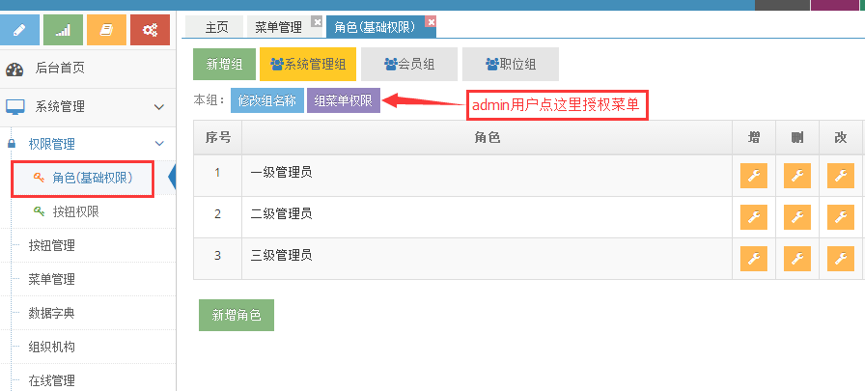 主页 菜单管理 角色(基础权限)
后台首页
系统管理
权限管理
角色(基础权限)
按钮权限
按钮管理
菜单管理
数据字典
组织机构
在线管理
新增组 系统管理组 会员组 职位组
本组: 修改组名称 组菜单权限 admin用户点这里授权菜单
序号 角色 增 删 改
1 一级管理员
2 二级管理员
3 三级管理员
新增角色